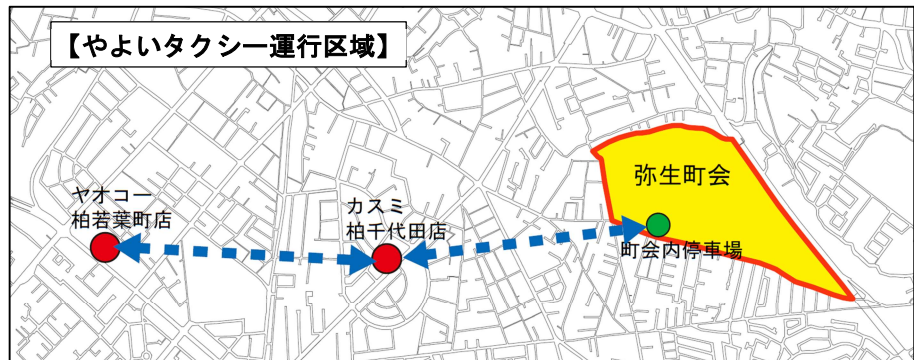 【やよいタクシー運行区域】
弥生町会
ヤオコー
柏若葉町店
カスミ
柏千代田店
町会内停車場